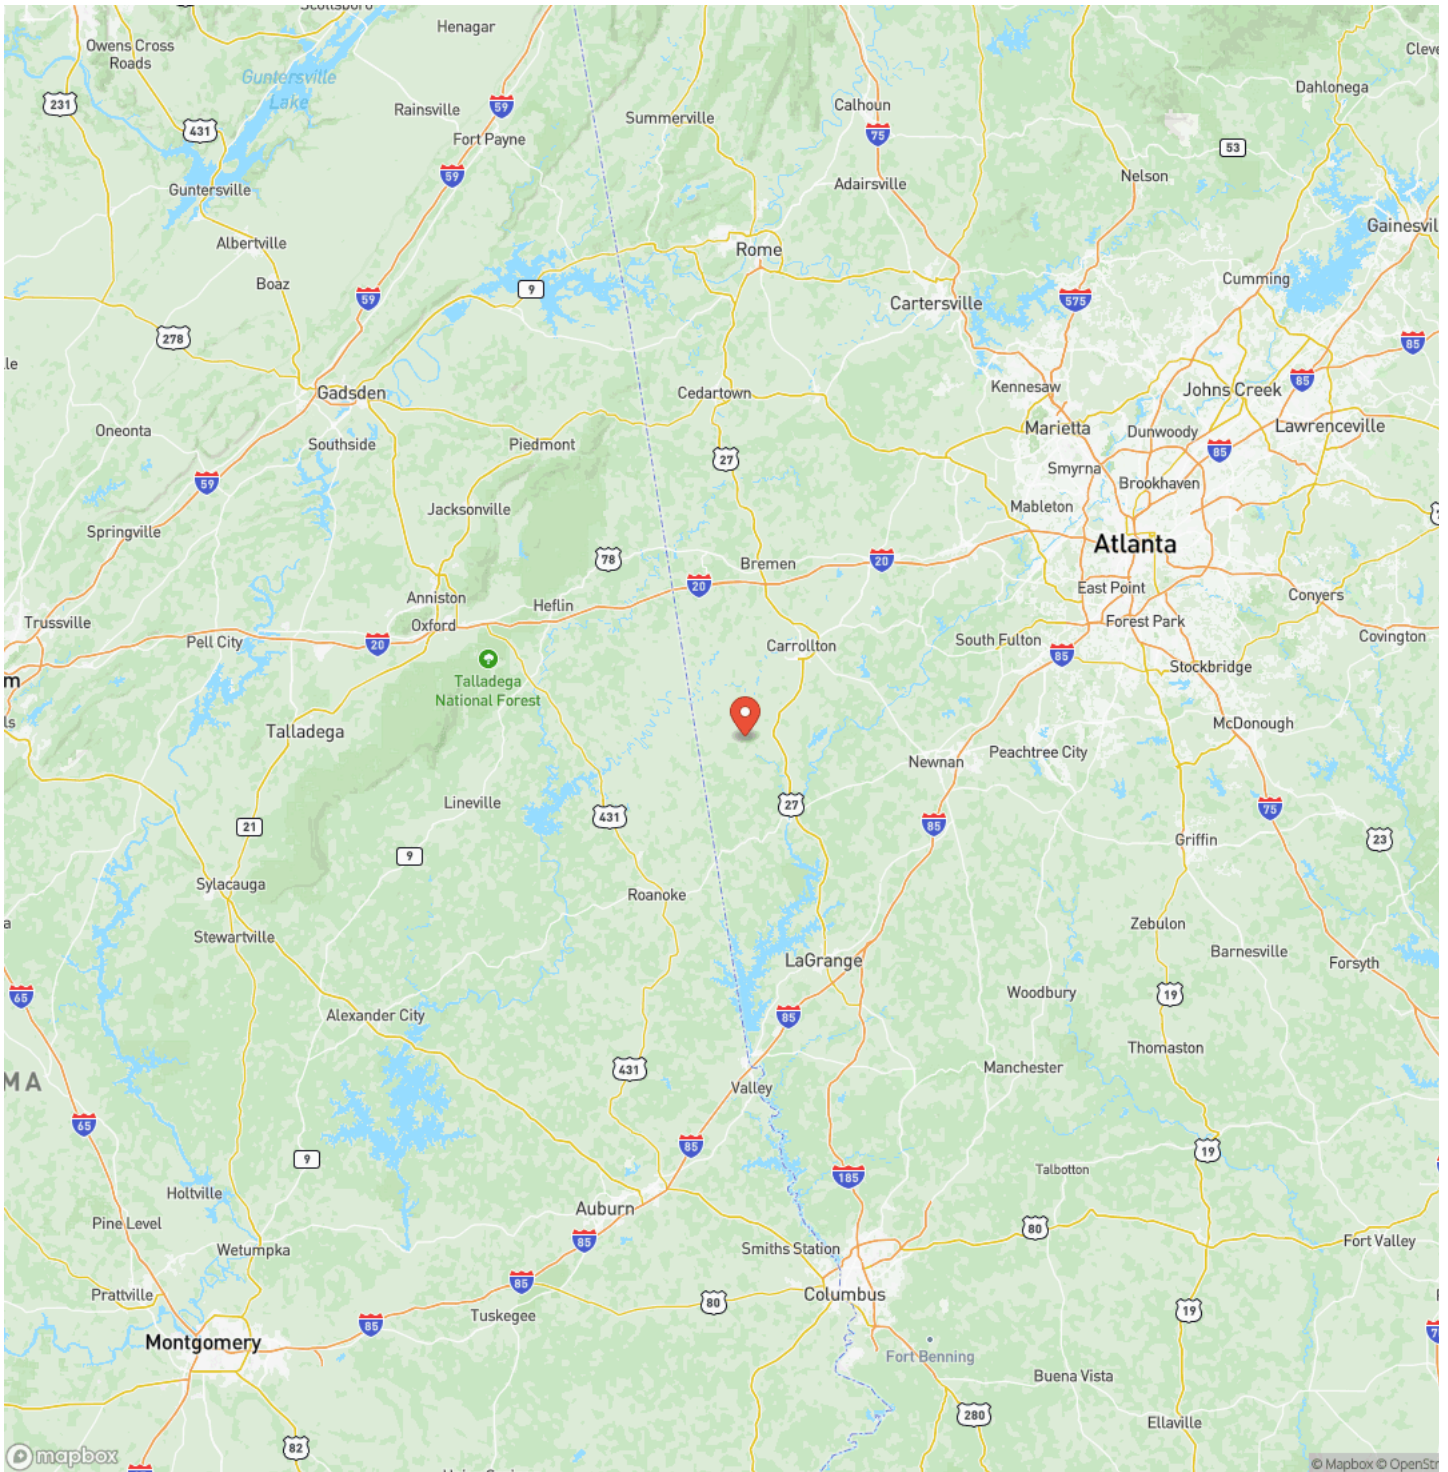 Scottsboro
Henagar
Owens Cross
Roads
Cleve
Guntersville
Lake
Dahlonega
231
59
Rainsville
Calhoun
Summerville
431
75
Fort Payne
53
59
Nelson
Adairsville
Guntersville
Gainesvil
Albertville
Rome
Boaz
9
Cumming
59
575
Cartersville
278
85
le
Kennesaw
85
Johns Creek
Gadsden
Cedartown
Oneonta
Marietta
Dunwoody
Lawrenceville
Southside
Piedmont
27
85
Smyrna
59
Brookhaven
Jacksonville
Mableton
Springville
Atlanta
78
Bremen
20
20
East Point
Anniston
Heflin
Conyers
Trussville
Oxford
Forest Park
Pell City
20
Carrollton
South Fulton
85
Covington
Stockbridge
m
Talladega
National Forest
ls
Talladega
McDonough
Newnan
Peachtree City
Lineville
27
431
75
21
85
Griffin
23
9
Sylacauga
Roanoke
Zebulon
a
Stewartville
Barnesville
LaGrange
Forsyth
65
Woodbury
19
Alexander City
85
Thomaston
431
Manchester
MA
Valley
65
85
19
9
Talbotton
185
Holtville
Auburn
Pine Level
80
85
Wetumpka
Smiths Station
Fort Valley
85
Prattville
Columbus
80
Tuskegee
19
85
Montgomery
Fort Benning
Buena Vista
280
Ellaville
82
mapbox
© Mapbox © OpenStr